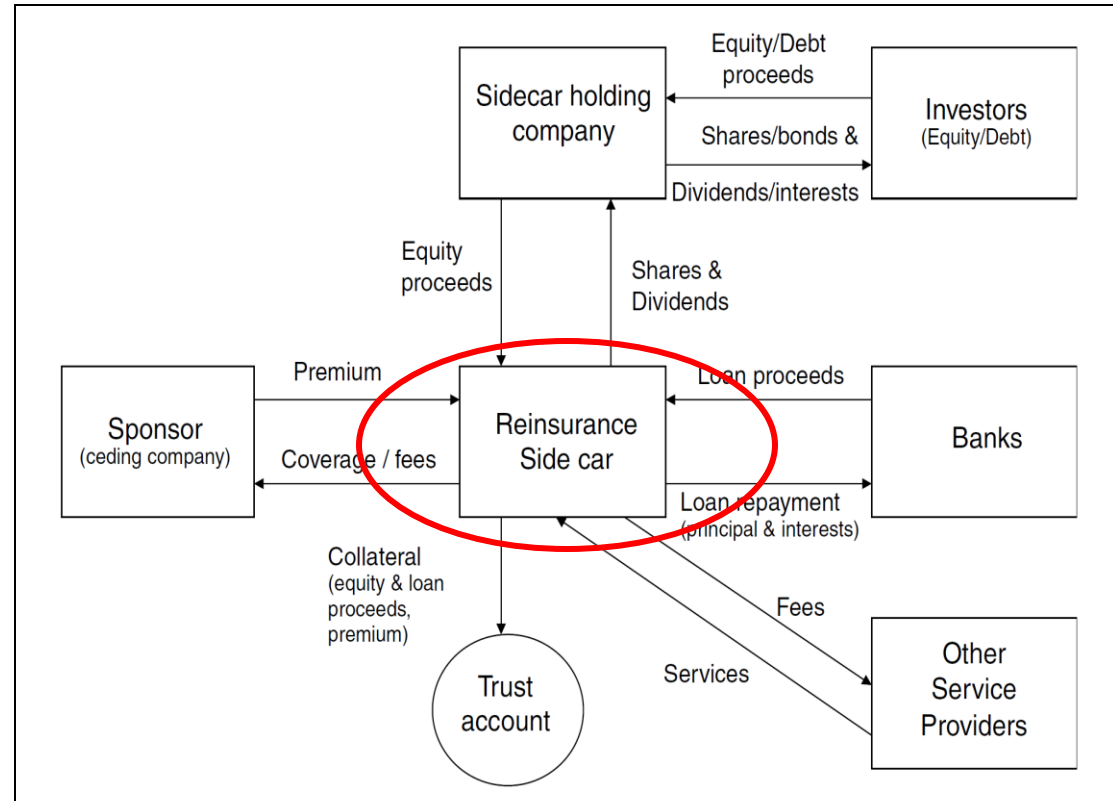 Equity/Debt
proceeds
Sidecar holding
company
Investors
(Equity/Debt)
Shares/bonds &
Dividends/interests
Equity
proceeds
Shares &
Dividends
Premium
Loan proceeds
Sponsor
(ceding company)
Reinsurance
Side car
Banks
Coverage / fees
Loan repayment
(principal & interests)
Collateral
(equity & loan
proceeds,
premium)
Fees
Services
Trust
account
Other
Service
Providers